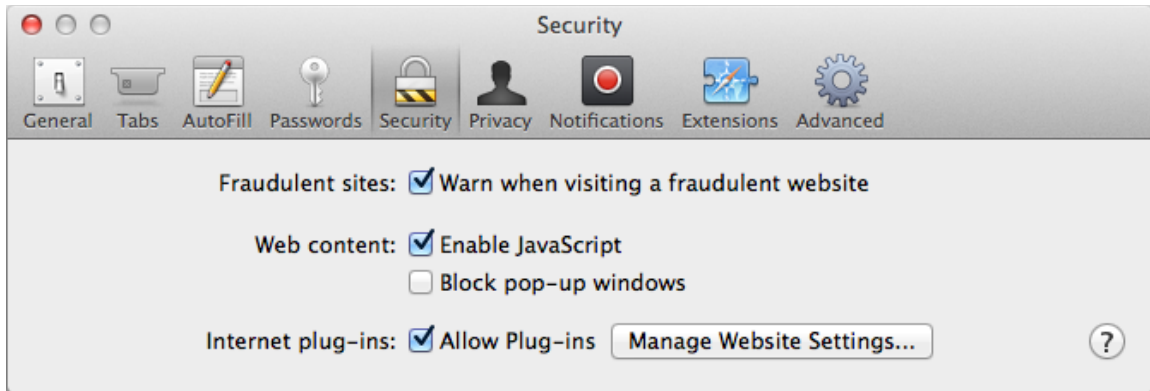 Security
General Tabs AutoFill Passwords Security Privacy Notifications Extensions Advanced
Fraudulent sites: Warn when visiting a fraudulent website
Web content: Enable JavaScript
Block pop-up windows
Internet plug-ins: Allow Plug-ins Manage Website Settings... ?